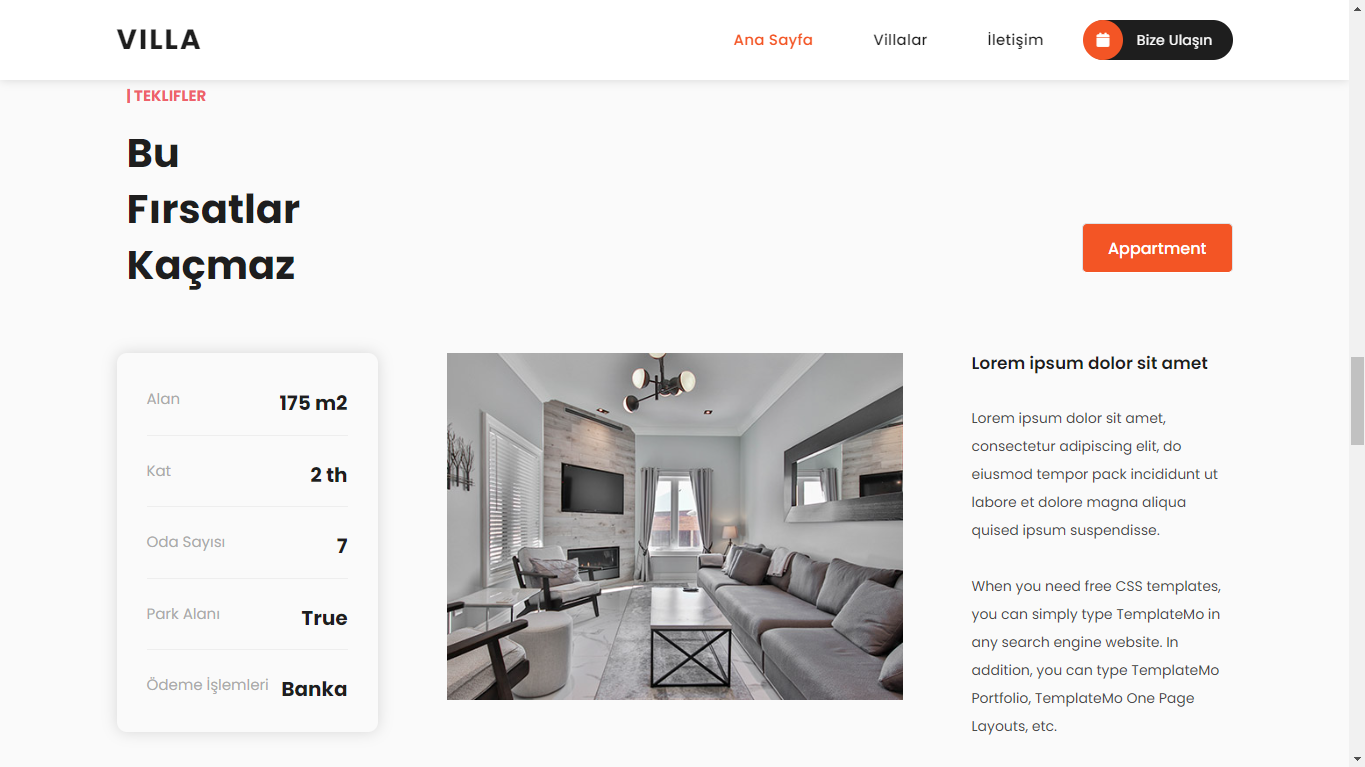 VILLA
Ana Sayfa
Villalar
İletişim
Bize Ulaşın
| TEKLIFLER
Bu
Fırsatlar
Kaçmaz
Appartment
Alan 175 m2
Kat 2 th
Oda Sayısı 7
Park Alanı True
Ödeme İşlemleri Banka
Lorem ipsum dolor sit amet
Lorem ipsum dolor sit amet,
consectetur adipiscing elit, do
eiusmod tempor pack incididunt ut
labore et dolore magna aliqua
quised ipsum suspendisse.
When you need free CSS templates,
you can simply type TemplateMo in
any search engine website. In
addition, you can type TemplateMo
Portfolio, TemplateMo One Page
Layouts, etc.